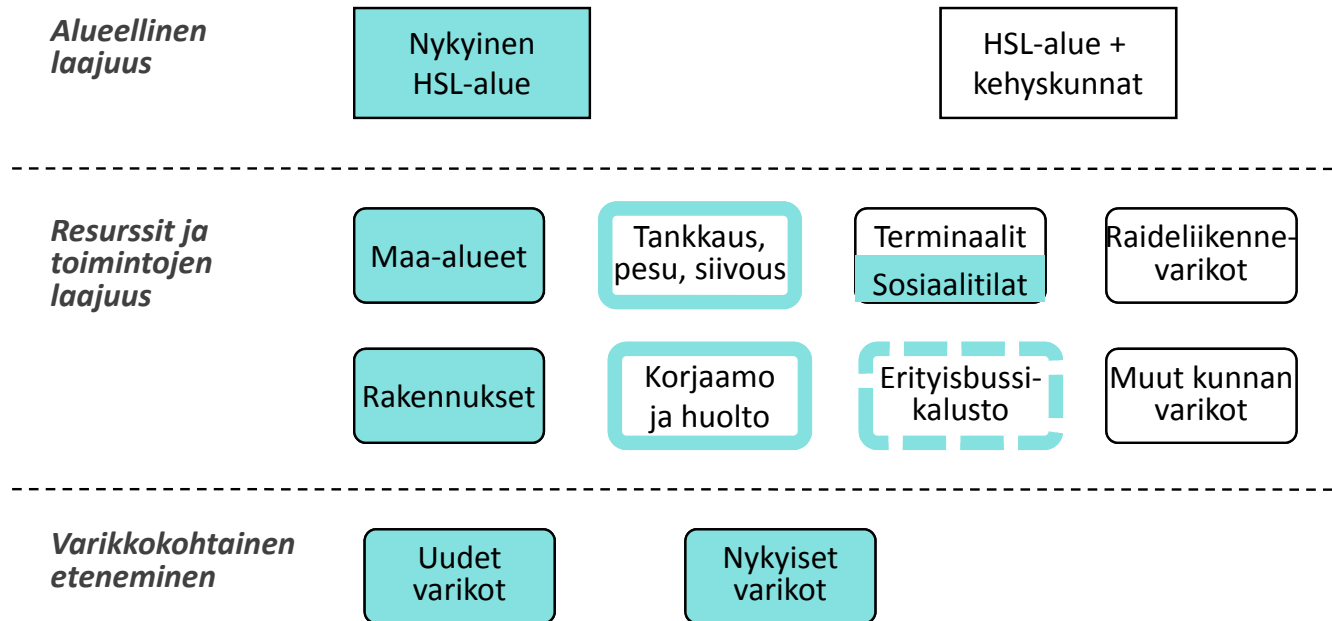 Alueellinen
laajuus
Nykyinen
HSL-alue
HSL-alue +
kehyskunnat
Resurssit ja
toimintojen
laajuus
Maa-alueet
Tankkaus,
pesu, siivous
Terminaalit
Sosiaalitilat
Raideliikenne-
varikot
Rakennukset
Korjaamo
ja huolto
Erityisbussi-
kalusto
Muut kunnan
varikot
Varikkokohtainen
eteneminen
Uudet
varikot
Nykyiset
varikot